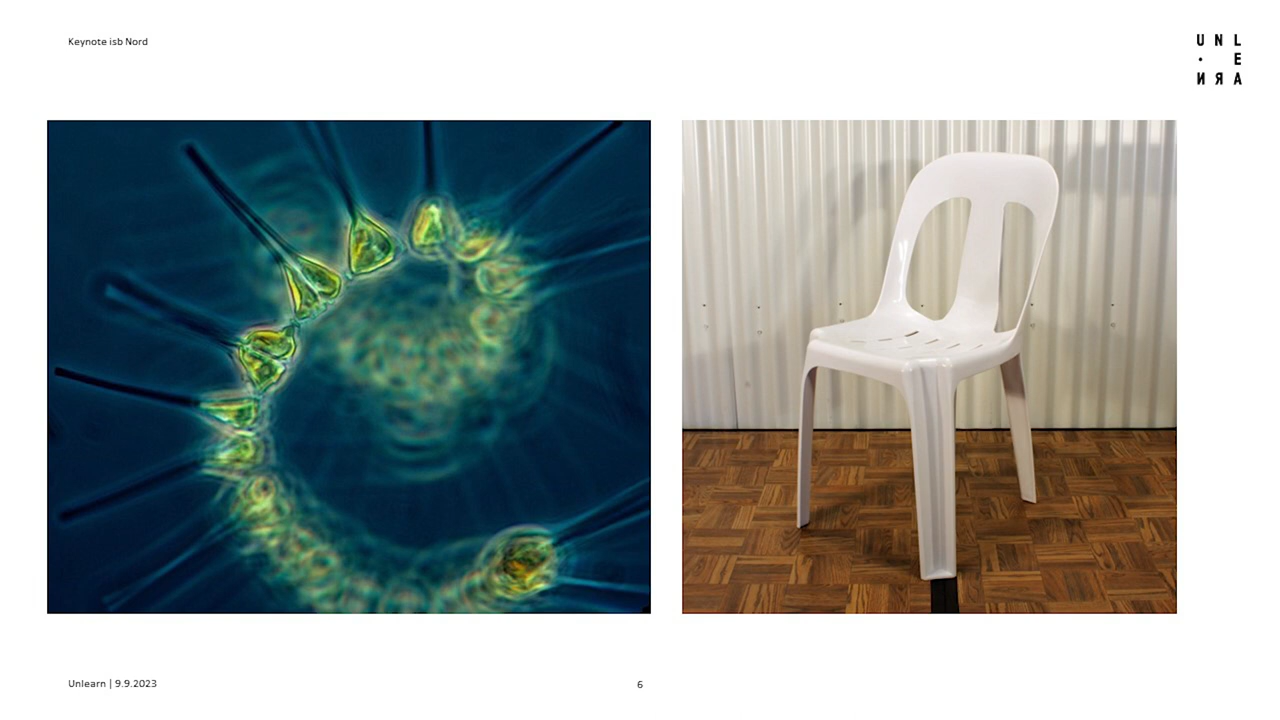 Keynote isb Nord
U N L
· E
И Я A
Unlearn | 9.9.2023
6